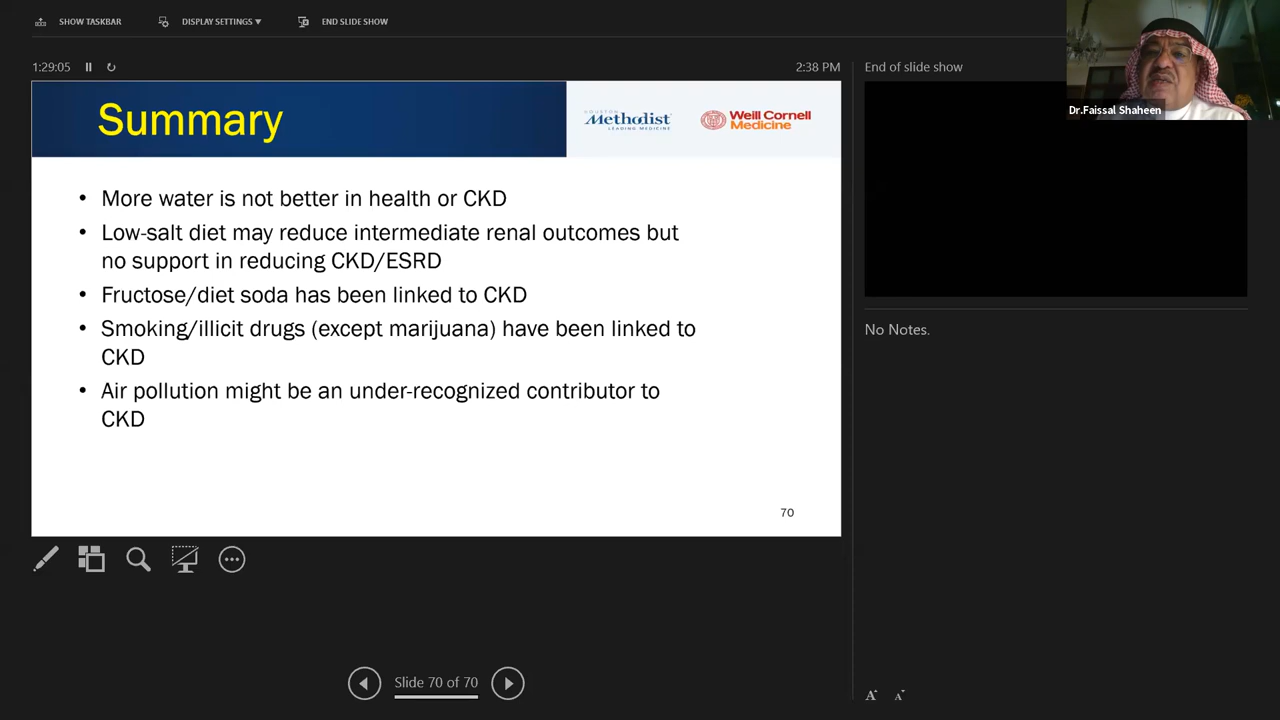 SHOW TASKBAR DISPLAY SETTINGS ▼ END SLIDE SHOW
1:29:05 2:38 PM
Summary
HOUSTON
Methodist
LEADING MEDICINE
Weill Cornell
Medicine
• More water is not better in health or CKD
• Low-salt diet may reduce intermediate renal outcomes but
no support in reducing CKD/ESRD
• Fructose/diet soda has been linked to CKD
• Smoking/illicit drugs (except marijuana) have been linked to
CKD
• Air pollution might be an under-recognized contributor to
CKD
70
Slide 70 of 70
End of slide show
Dr.Faissal Shaheen
No Notes.
A A